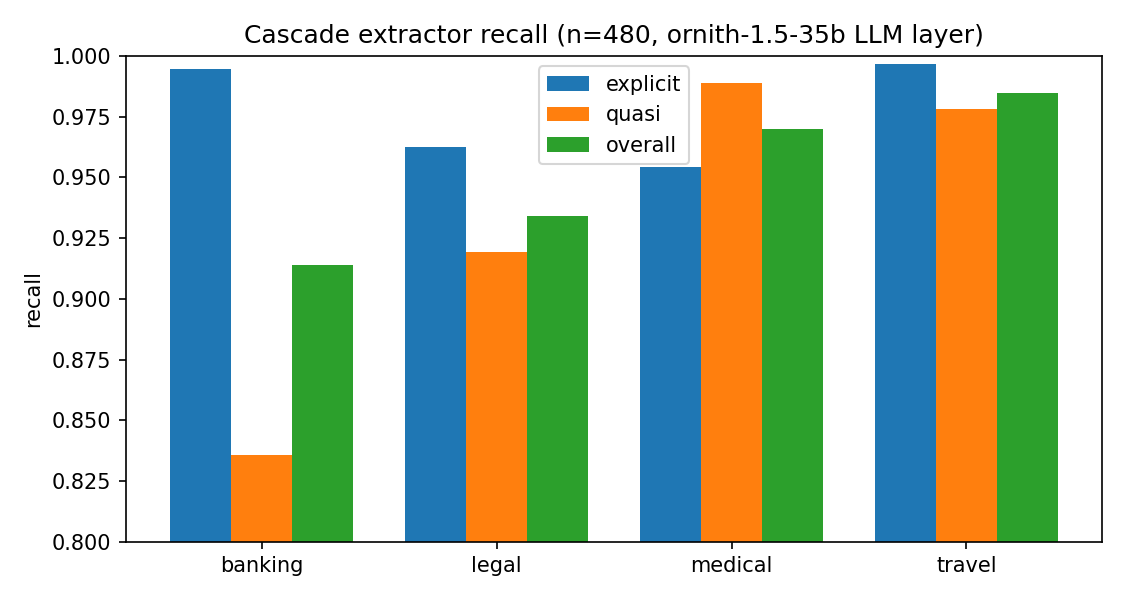 Cascade extractor recall (n=480, ornith-1.5-35b LLM layer)
1.000
0.975
0.950
0.925
0.900
0.875
0.850
0.825
0.800
recall
explicit
quasi
overall
banking legal medical travel